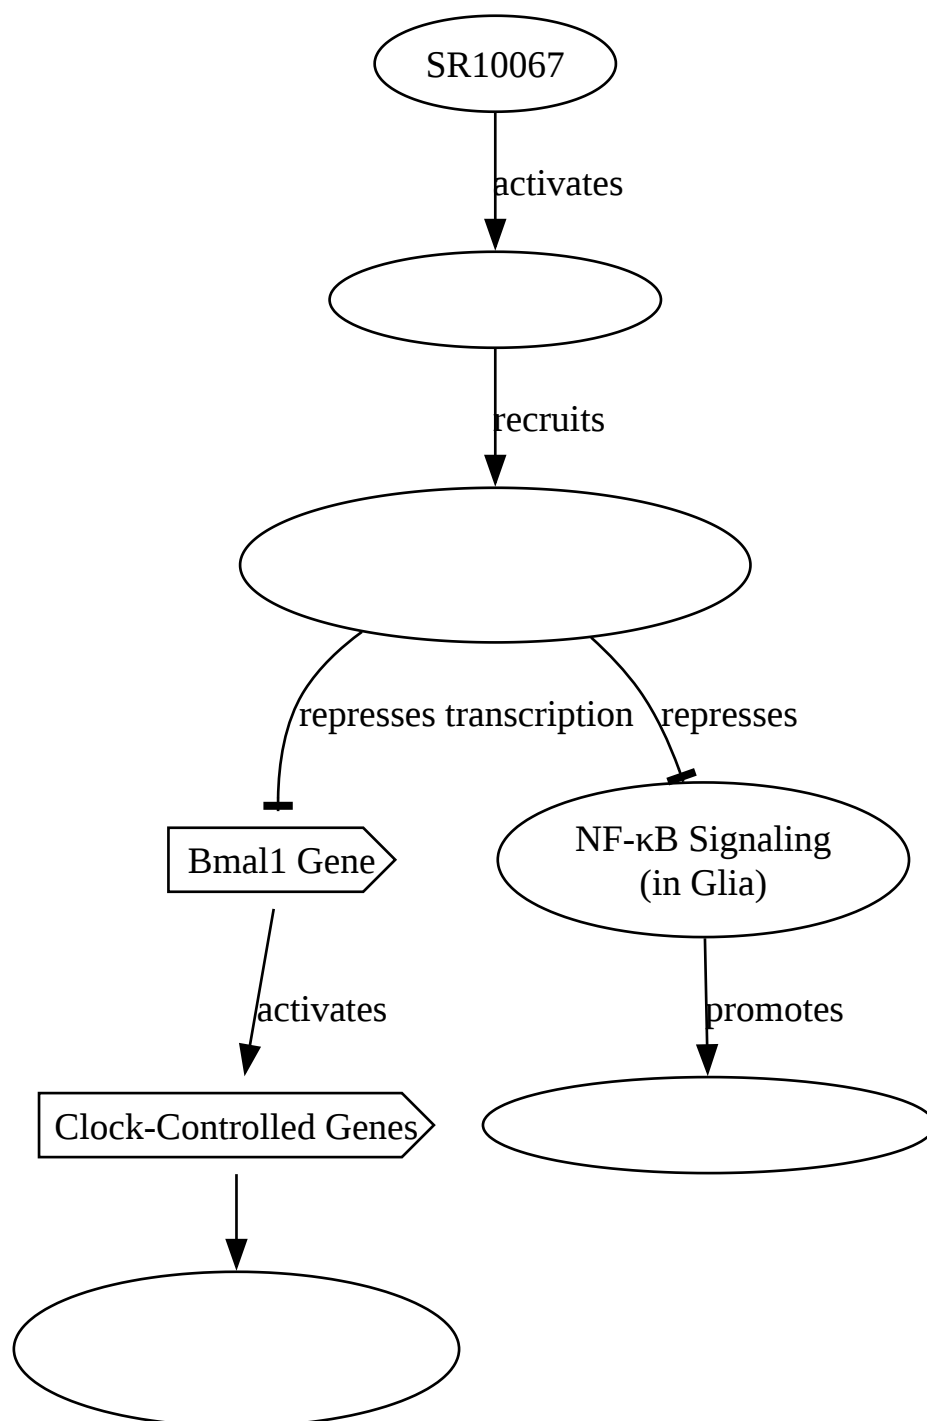 SR10067
activates
recruits
represses transcription
represses
Bmal1 Gene
NF-κB Signaling
(in Glia)
activates
promotes
Clock-Controlled Genes